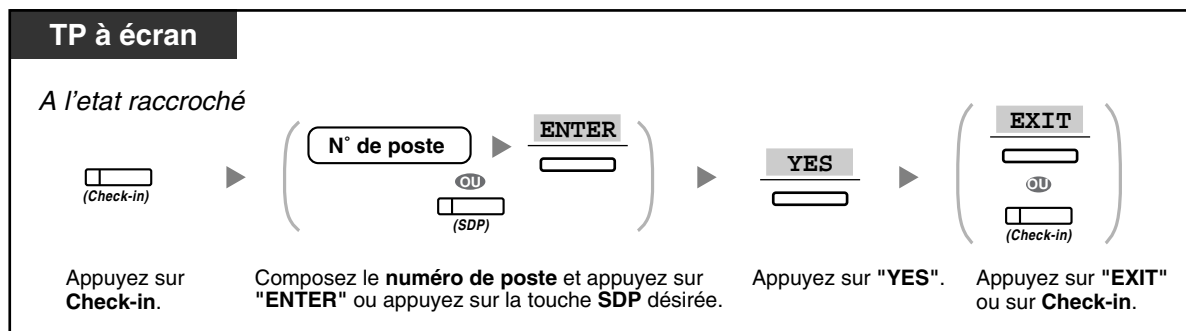 TP à écran
A l'etat raccroché
(Check-in)
N° de poste
ENTER
OU
(SDP)
YES
EXIT
OU
(Check-in)
Appuyez sur
Check-in.
Composez le numéro de poste et appuyez sur
"ENTER" ou appuyez sur la touche SDP désirée.
Appuyez sur "YES".
Appuyez sur "EXIT"
ou sur Check-in.